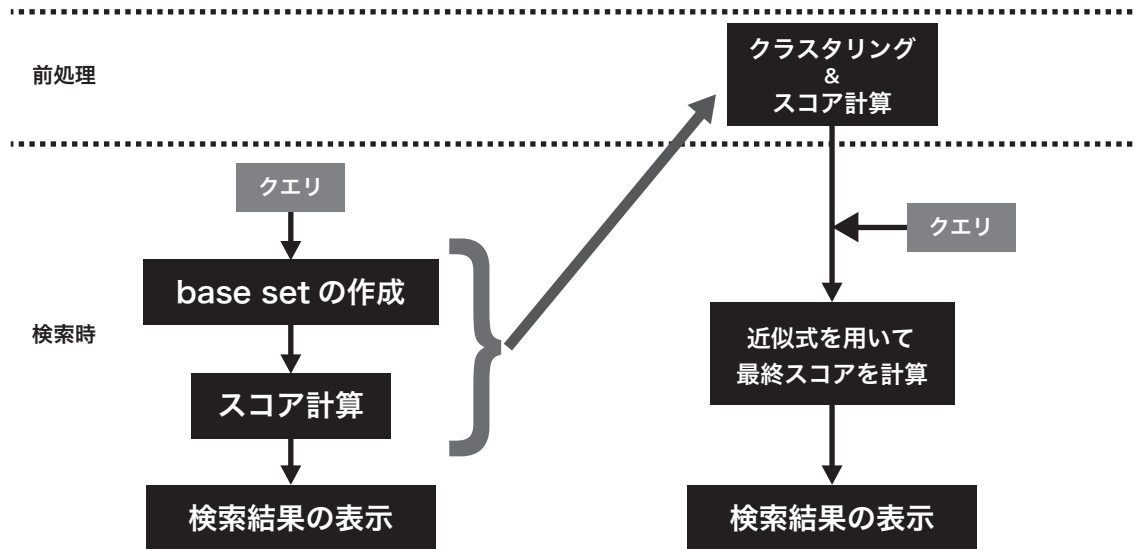 前処理
クラスタリング
&
スコア計算
検索時
クエリ
base set の作成
スコア計算
検索結果の表示
クエリ
近似式を用いて
最終スコアを計算
検索結果の表示